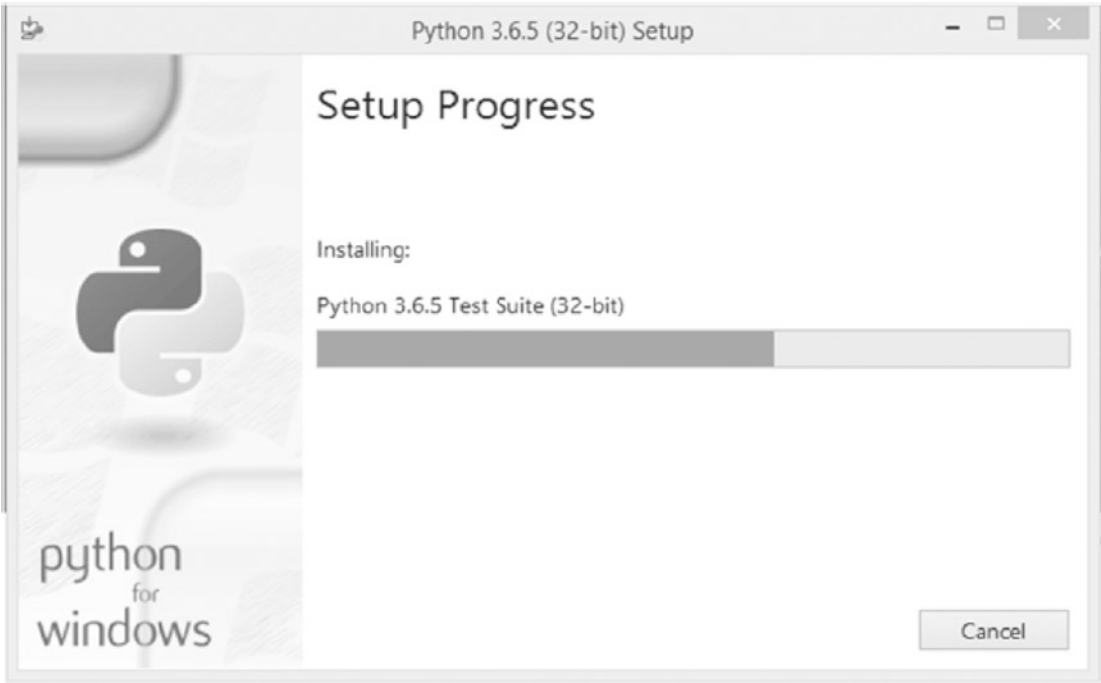 Python 3.6.5 (32-bit) Setup
Setup Progress
Installing:
Python 3.6.5 Test Suite (32-bit)
python
for
windows
Cancel